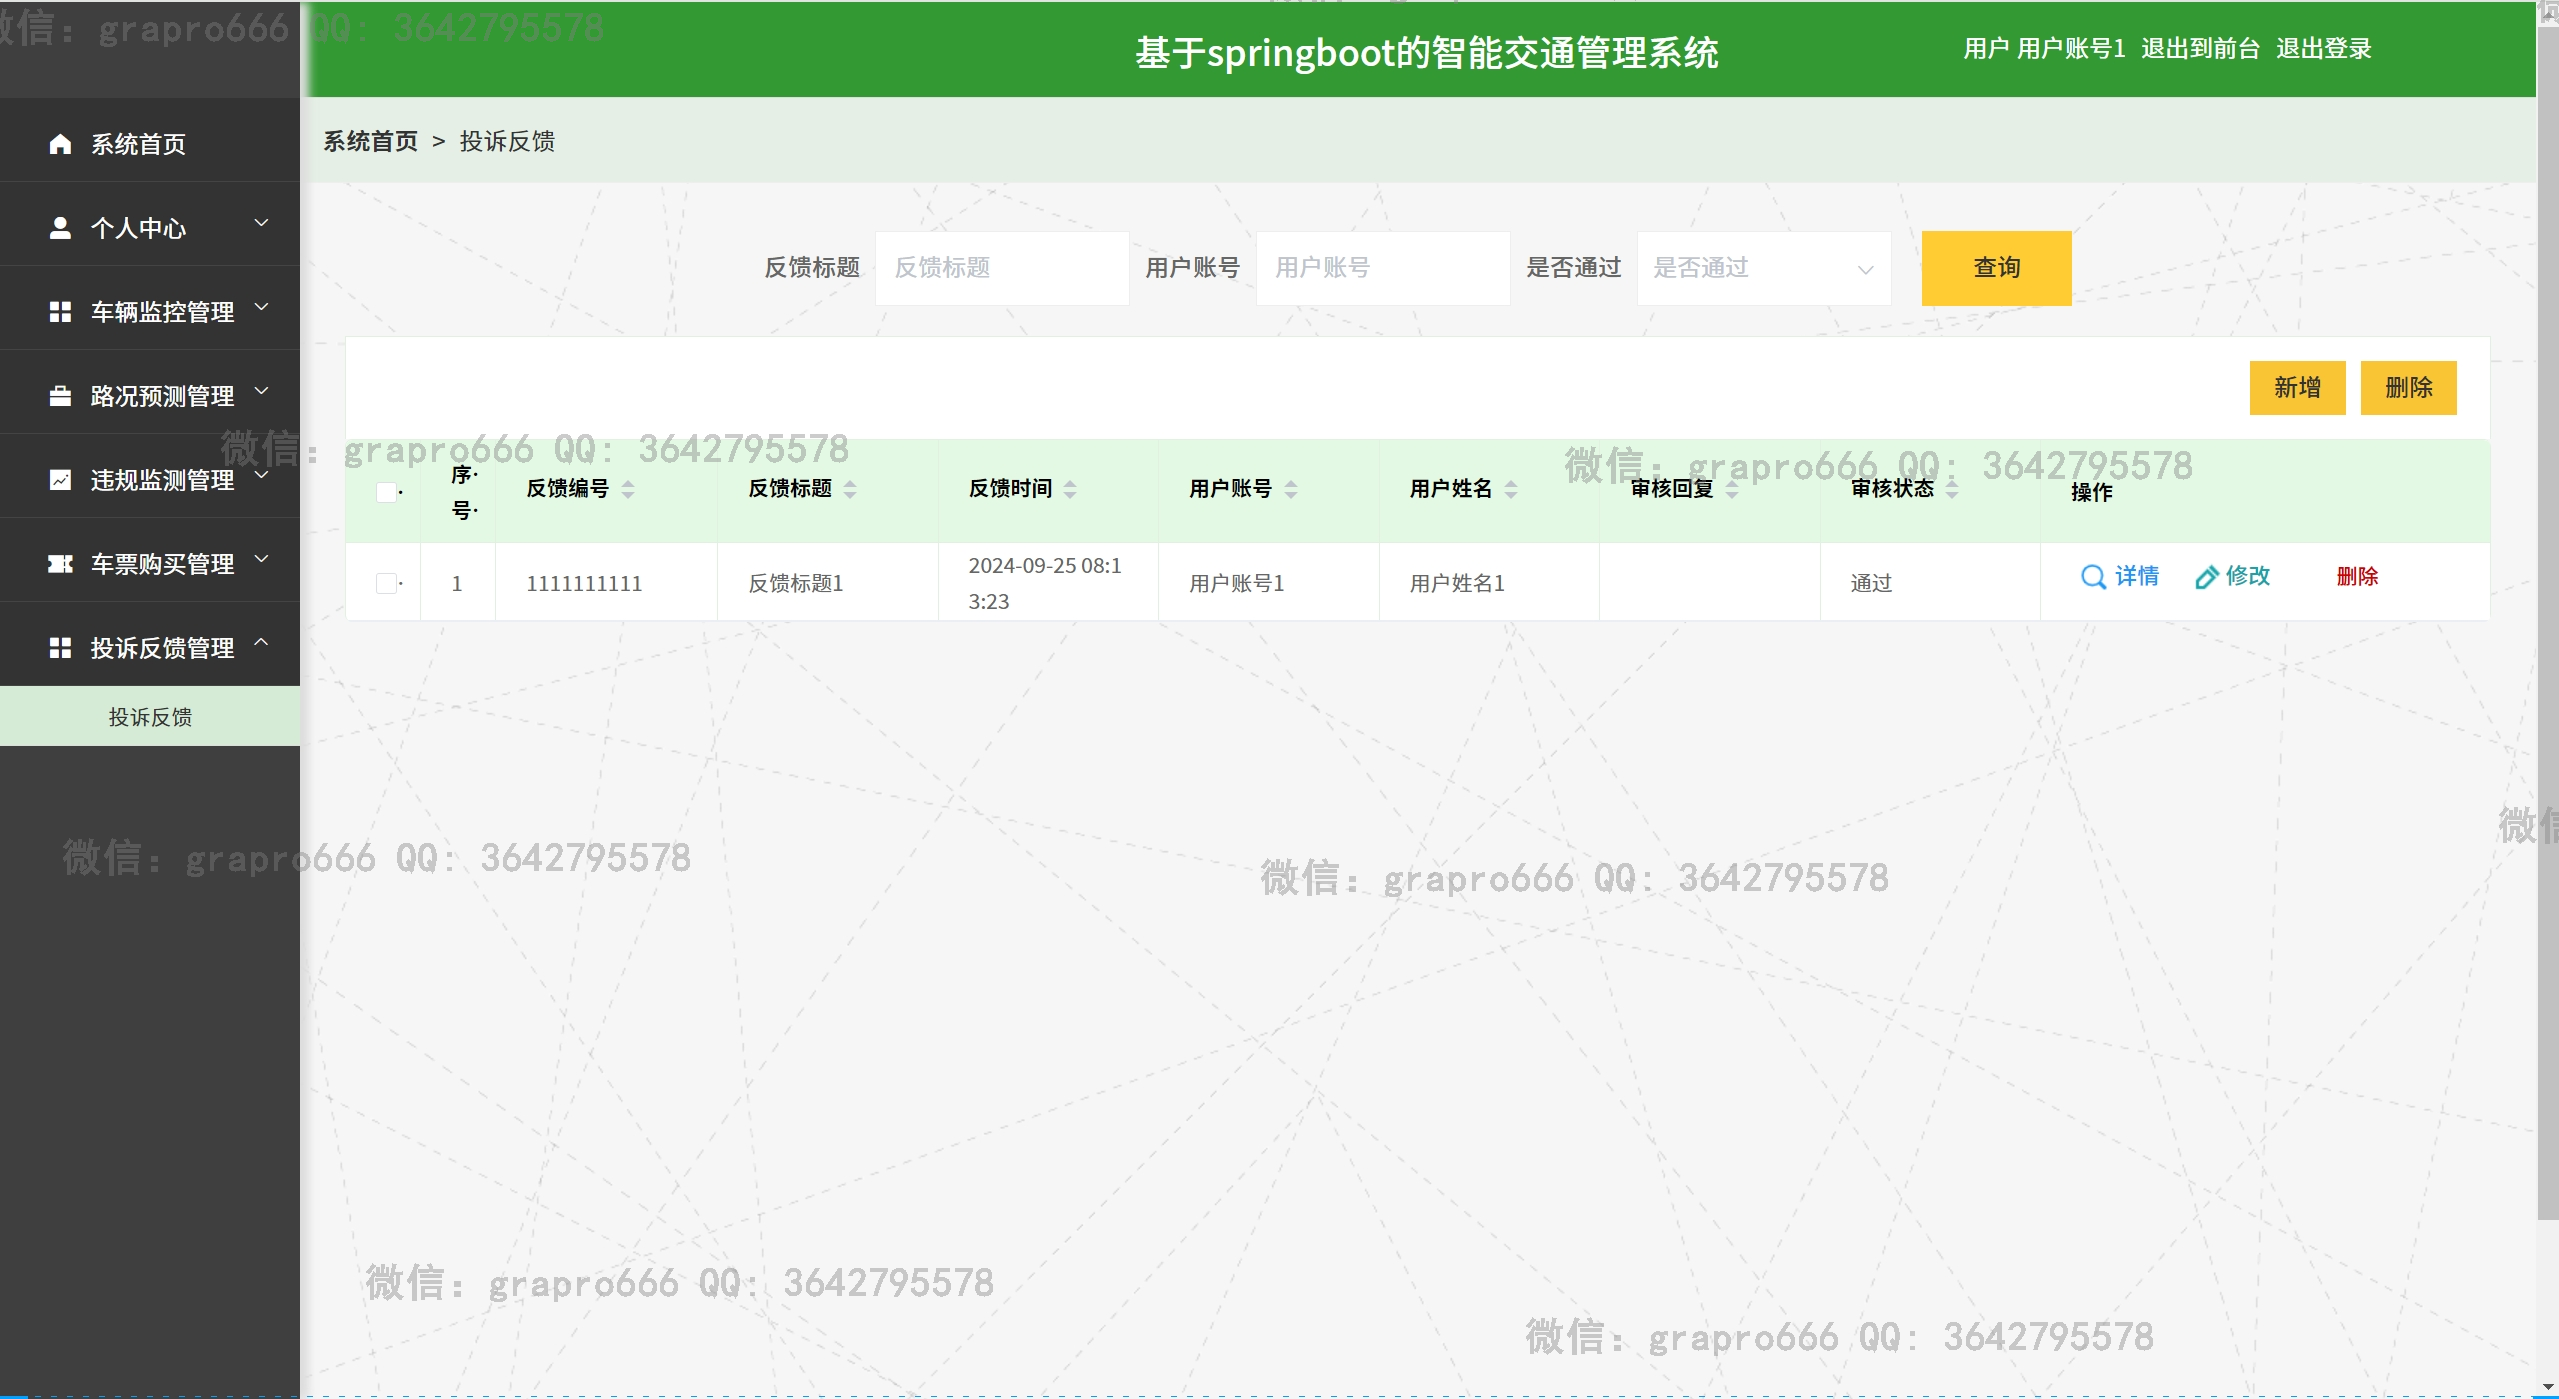 微信: grapro666 QQ: 3642795578
基于springboot的智能交通管理系统
用户 用户账号1 退出到前台 退出登录
系统首页
个人中心
车辆监控管理
路况预测管理
违规监测管理
车票购买管理
投诉反馈管理
投诉反馈
系统首页 > 投诉反馈
反馈标题 反馈标题 用户账号 用户账号 是否通过 是否通过 查询
新增 删除
微信: grapro666 QQ: 3642795578
微信: grapro666 QQ: 3642795578
序号 反馈编号 反馈标题 反馈时间 用户账号 用户姓名 审核回复 审核状态 操作
1 1111111111 反馈标题1 2024-09-25 08:1
3:23 用户账号1 用户姓名1 通过 详情 修改 删除
微信
微信: grapro666 QQ: 3642795578
微信: grapro666 QQ: 3642795578
微信: grapro666 QQ: 3642795578
微信: grapro666 QQ: 3642795578